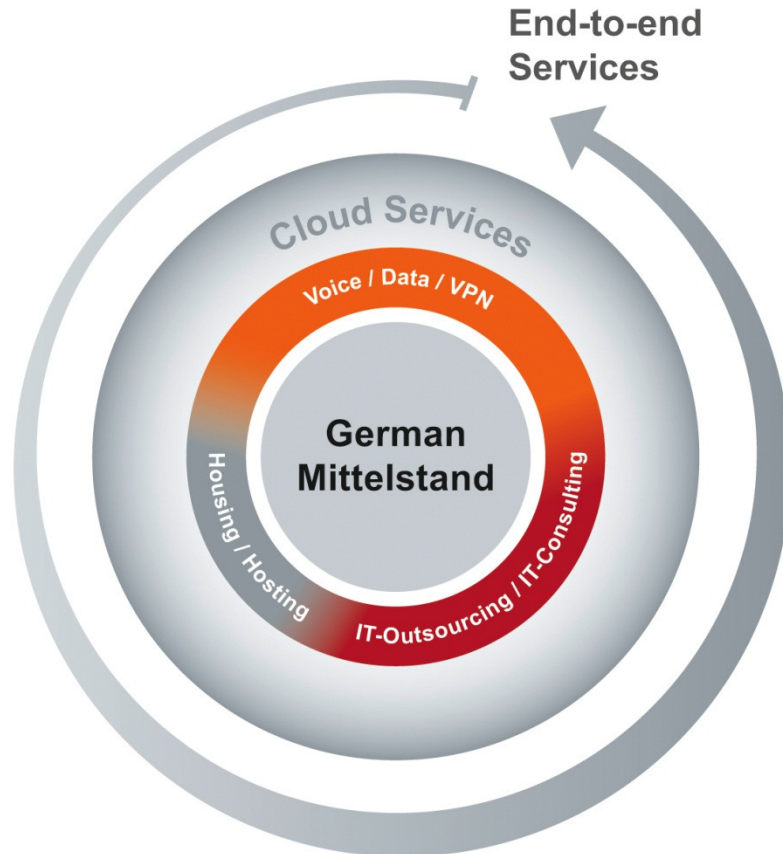 End-to-end
Services
Cloud Services
Voice / Data / VPN
German
Mittelstand
Housing / Hosting
IT-Outsourcing / IT-Consulting